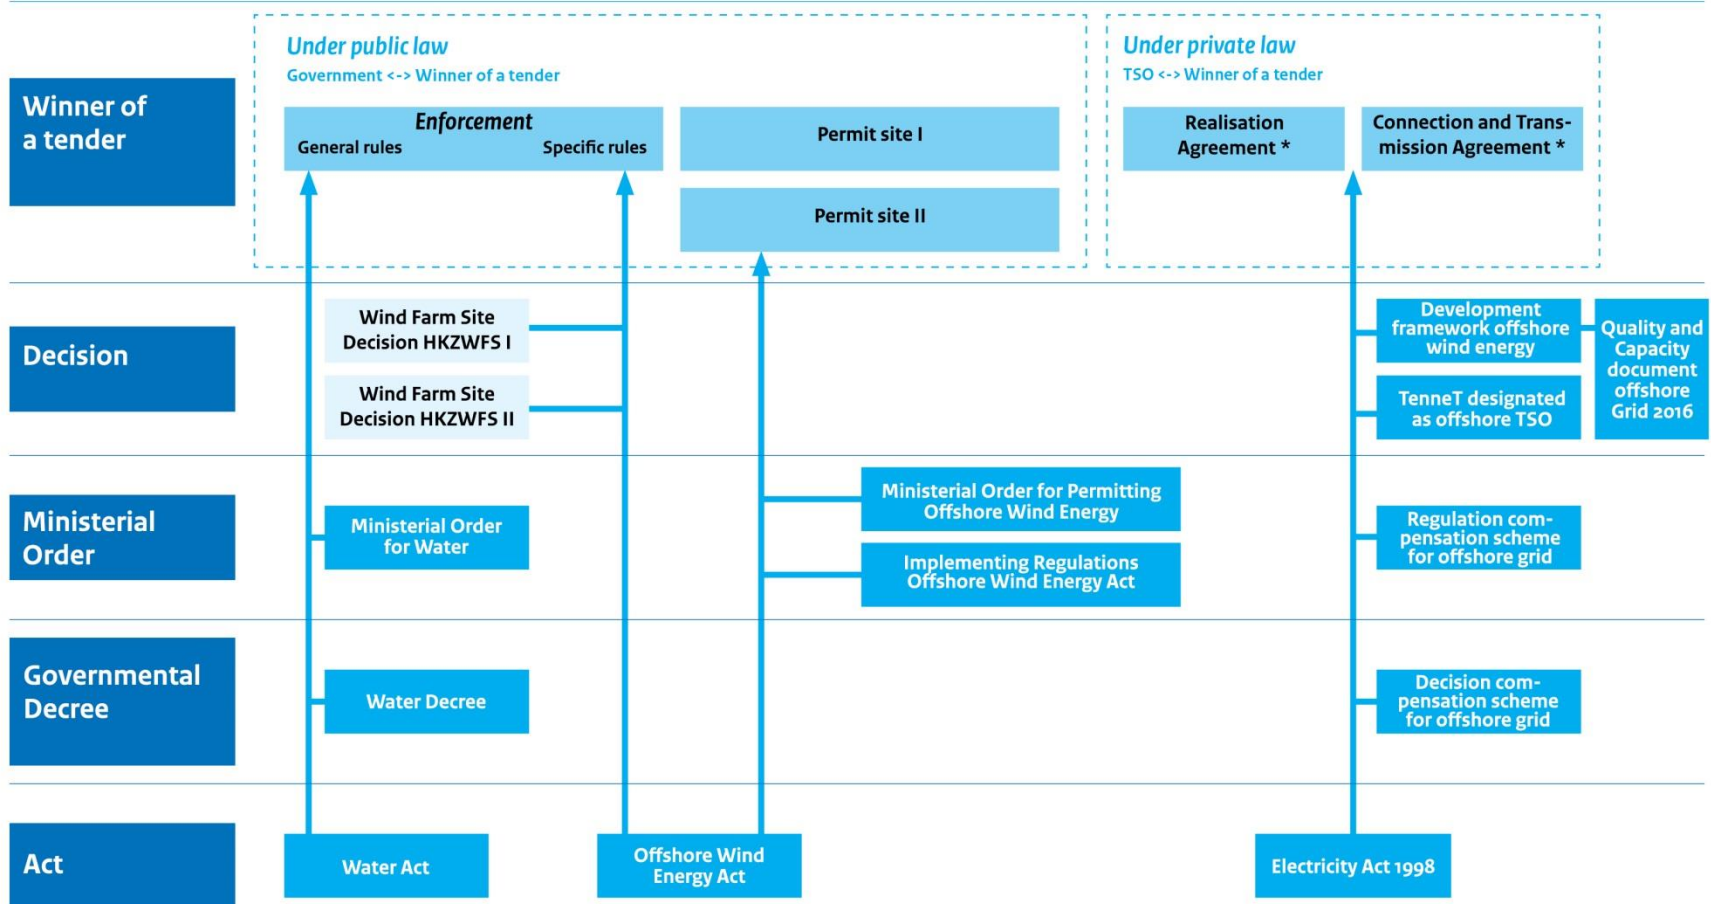 Winner of
a tender
Under public law
Government <-> Winner of a tender
Enforcement
General rules
Specific rules
Permit site I
Permit site II
Under private law
TSO <-> Winner of a tender
Realisation
Agreement *
Connection and Trans-
mission Agreement *
Decision
Wind Farm Site
Decision HKZWFS I
Wind Farm Site
Decision HKZWFS II
Development
framework offshore
wind energy
TenneT designated
as offshore TSO
Quality and
Capacity
document
offshore
Grid 2016
Ministerial
Order
Ministerial Order
for Water
Ministerial Order for Permitting
Offshore Wind Energy
Implementing Regulations
Offshore Wind Energy Act
Regulation com-
pensation scheme
for offshore grid
Governmental
Decree
Water Decree
Decision com-
pensation scheme
for offshore grid
Act
Water Act
Offshore Wind
Energy Act
Electricity Act 1998